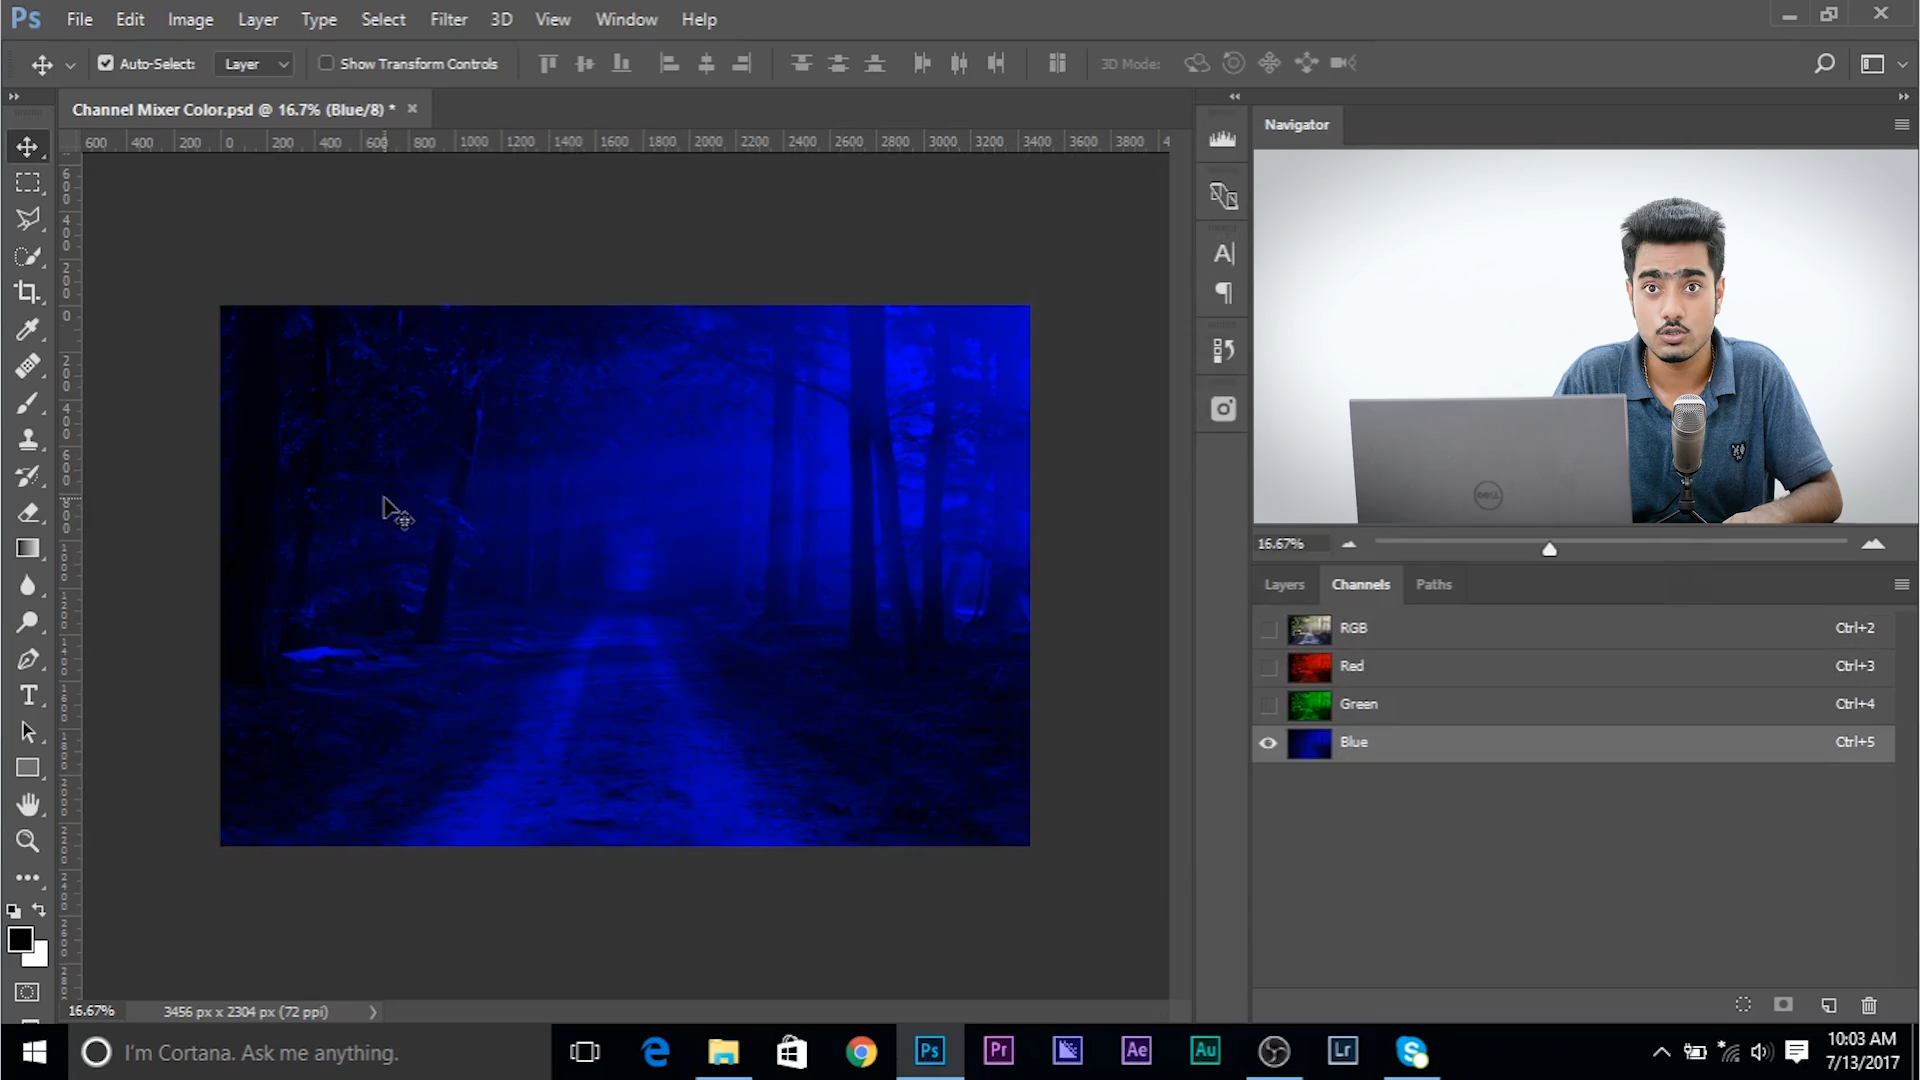 Ps File Edit Image Layer Type Select Filter 3D View Window Help
Auto-Select: Layer Show Transform Controls 3D Mode:
Channel Mixer Color.psd @ 16.7% (Blue/8) *
600 400 200 0 200 400 600 800 1000 1200 1400 1600 1800 2000 2200 2400 2600 2800 3000 3200 3400 3600 3800 4
Navigator
DELL
16.67%
Layers Channels Paths
RGB Ctrl+2
Red Ctrl+3
Green Ctrl+4
Blue Ctrl+5
16.67% 3456 px x 2304 px (72 ppi)
I'm Cortana. Ask me anything.
Ps Pr Ae Au Lr
10:03 AM
7/13/2017